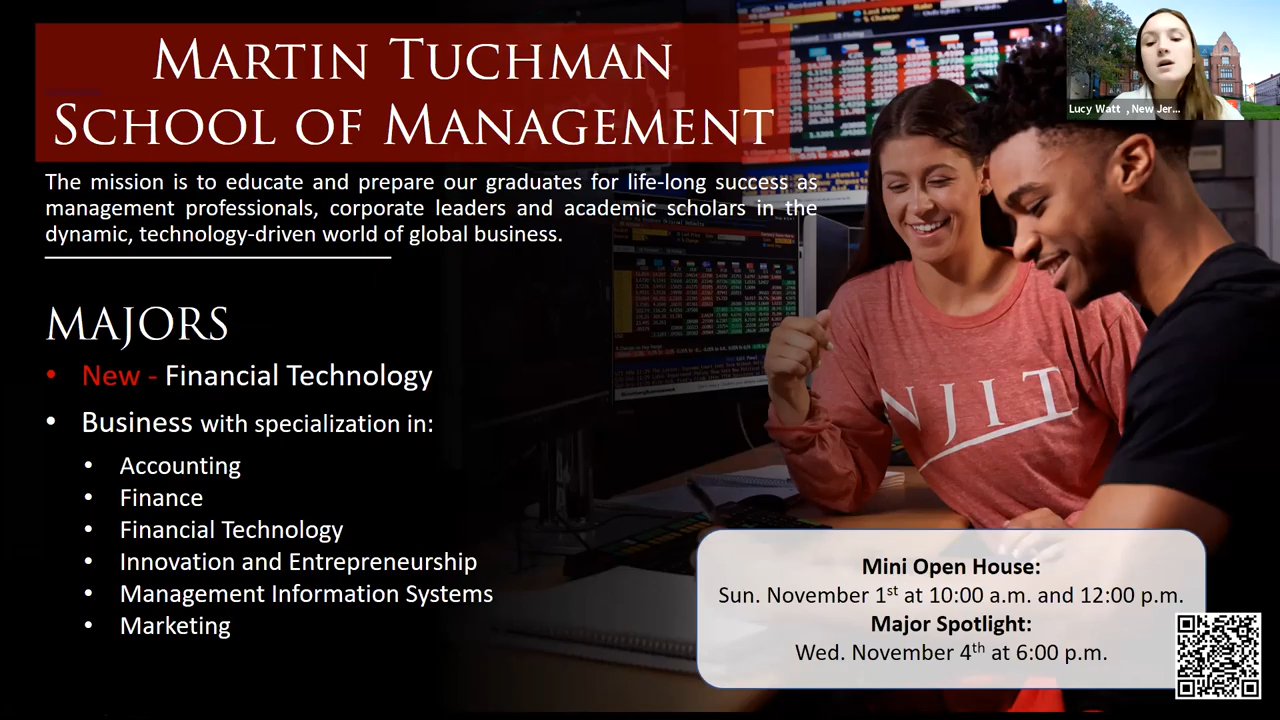 MARTIN TUCHMAN
SCHOOL OF MANAGEMENT
The mission is to educate and prepare our graduates for life-long success as
management professionals, corporate leaders and academic scholars in the
dynamic, technology-driven world of global business.
MAJORS
• New - Financial Technology
• Business with specialization in:
• Accounting
• Finance
• Financial Technology
• Innovation and Entrepreneurship
• Management Information Systems
• Marketing
Lucy Watt , New Jer...
NJIT
Mini Open House:
Sun. November 1st at 10:00 a.m. and 12:00 p.m.
Major Spotlight:
Wed. November 4th at 6:00 p.m.